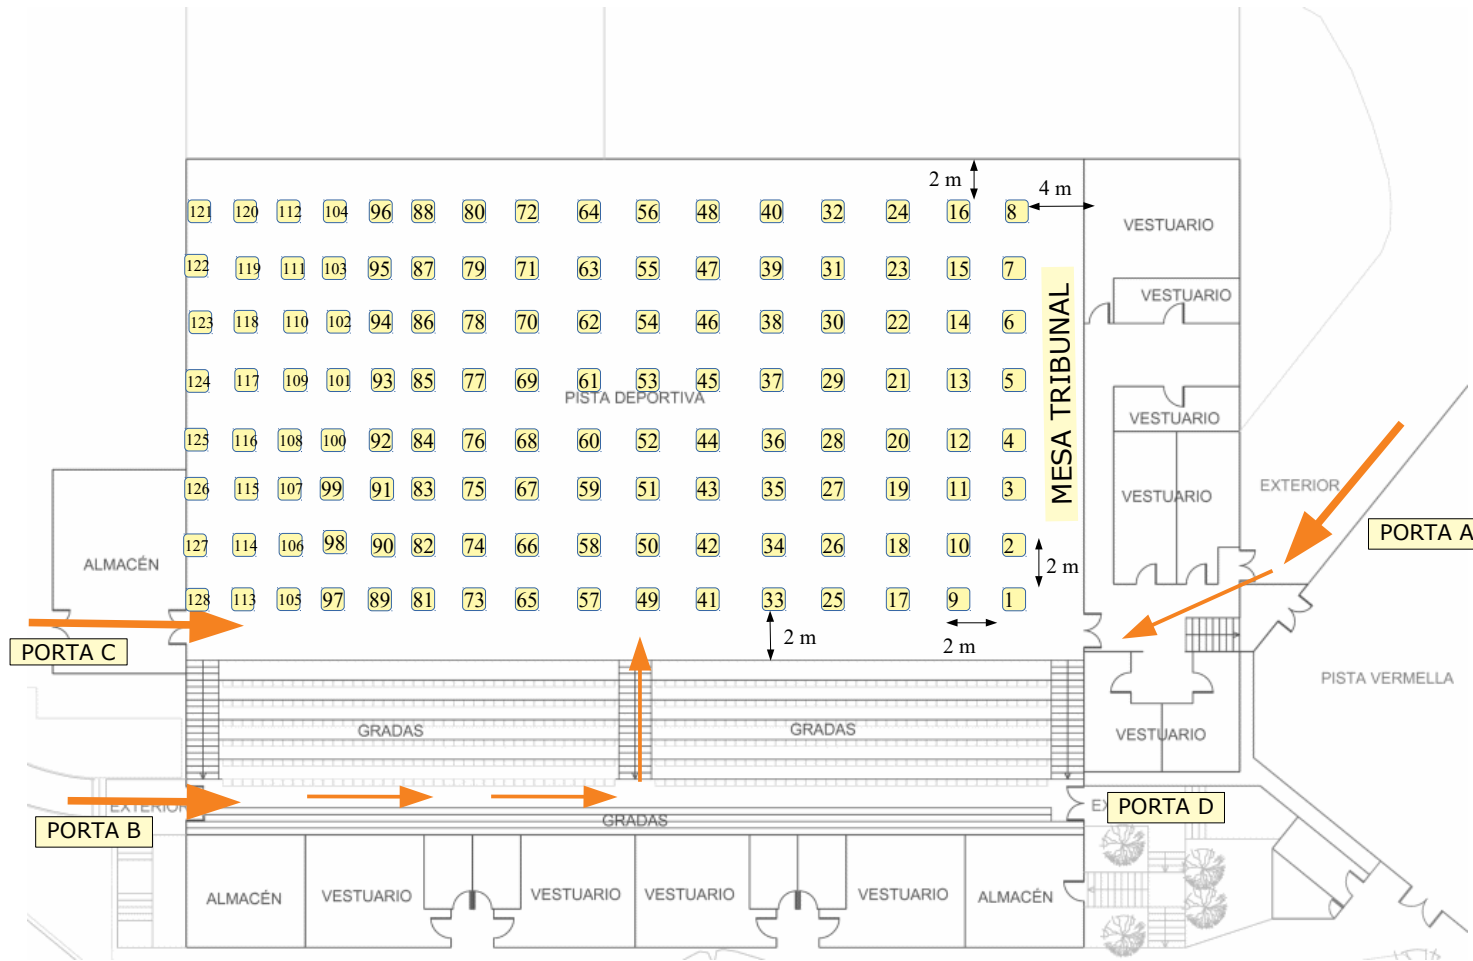 2 m
4 m
121 120 112 104 96 88 80 72 64 56 48 40 32 24 16 8
VESTUARIO
122 119 111 103 95 87 79 71 63 55 47 39 31 23 15 7
VESTUARIO
123 118 110 102 94 86 78 70 62 54 46 38 30 22 14 6
124 117 109 101 93 85 77 69 61 53 45 37 29 21 13 5
PISTA DEPORTIVA
MESA TRIBUNAL
VESTUARIO
125 116 108 100 92 84 76 68 60 52 44 36 28 20 12 4
126 115 107 99 91 83 75 67 59 51 43 35 27 19 11 3
VESTUARIO
EXTERIOR
PORTA A
127 114 106 98 90 82 74 66 58 50 42 34 26 18 10 2
ALMACÉN
2 m
128 113 105 97 89 81 73 65 57 49 41 33 25 17 9 1
2 m
2 m
PORTA C
PISTA VERMELLA
GRADAS
GRADAS
VESTUARIO
EXTERIOR
PORTA B
GRADAS
EX
PORTA D
ALMACÉN
VESTUARIO
VESTUARIO
VESTUARIO
VESTUARIO
ALMACÉN